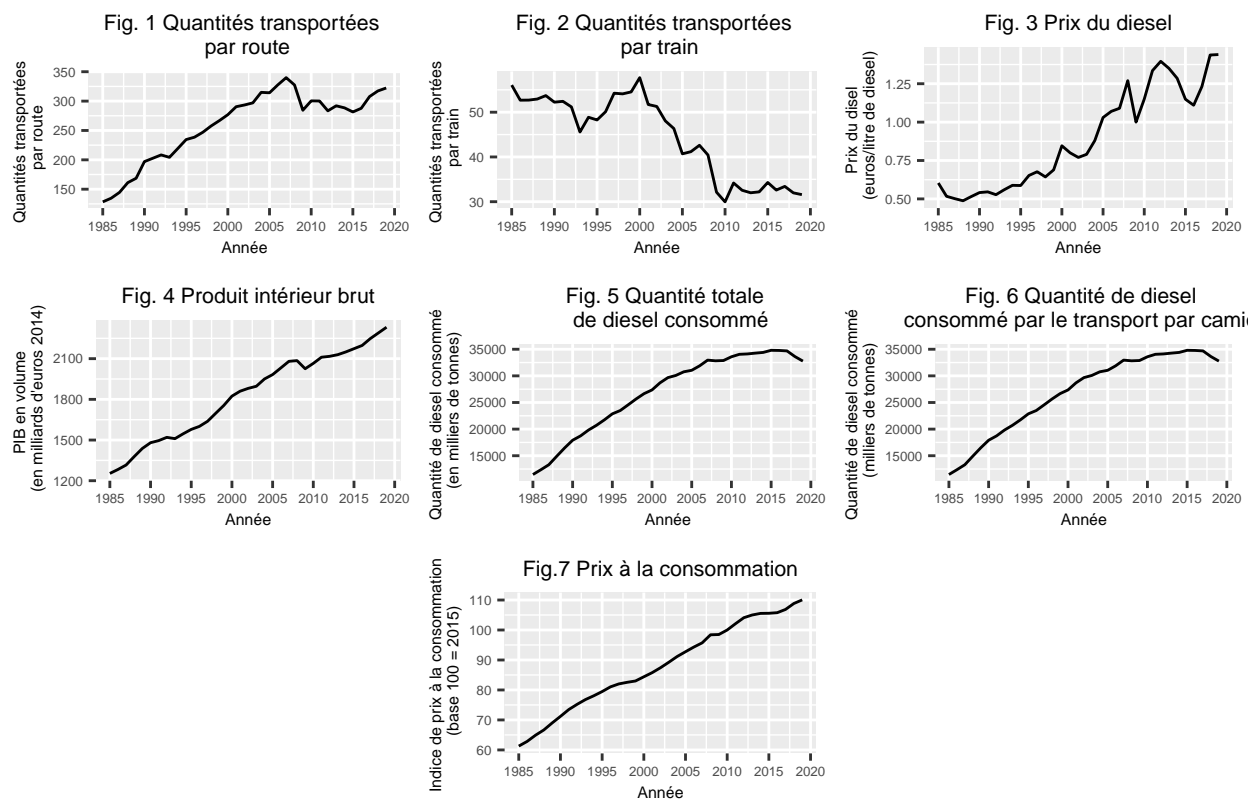 Fig. 1 Quantités transportées
par route
Quantités transportées
par route
350
300
250
200
150
1985 1990 1995 2000 2005 2010 2015 2020
Année
Fig. 2 Quantités transportées
par train
Quantités transportées
par train
50
40
30
1985 1990 1995 2000 2005 2010 2015 2020
Année
Fig. 3 Prix du diesel
Prix du disel
(euros/litre de diesel)
1.25
1.00
0.75
0.50
1985 1990 1995 2000 2005 2010 2015 2020
Année
Fig. 4 Produit intérieur brut
PIB en volume
(en milliards d'euros 2014)
2100
1800
1500
1200
1985 1990 1995 2000 2005 2010 2015 2020
Année
Fig. 5 Quantité totale
de diesel consommé
Quantité de diesel consommé
(en milliers de tonnes)
35000
30000
25000
20000
15000
1985 1990 1995 2000 2005 2010 2015 2020
Année
Fig. 6 Quantité de diesel
consommé par le transport par cami
Quantité de diesel consommé
(milliers de tonnes)
35000
30000
25000
20000
15000
1985 1990 1995 2000 2005 2010 2015 2020
Année
Fig.7 Prix à la consommation
Indice de prix à la consommation
(base 100 = 2015)
110
100
90
80
70
60
1985 1990 1995 2000 2005 2010 2015 2020
Année